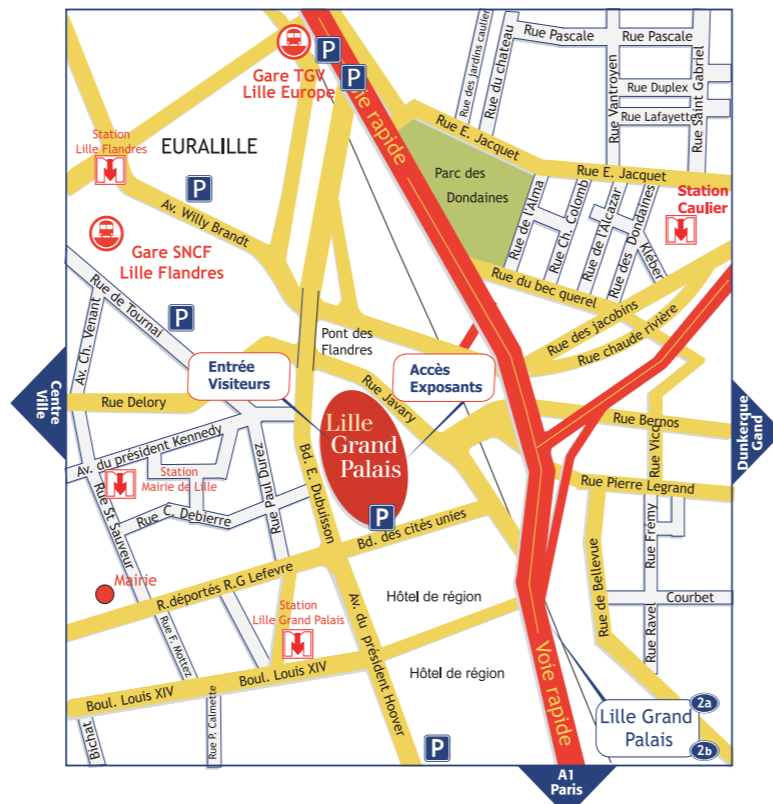 Rue Pascale
Rue Pascale
Rue des jardins caulier
Rue du chateau
Rue Vantroyen
Rue Saint Gabriel
Rue Duplex
Rue Lafayette
P
P
Gare TGV
Lille Europe
Voie rapide
Station
Lille Flandres
EURALILLE
Rue E. Jacquet
Rue E. Jacquet
Parc des
Dondaines
Station
Caulier
P
Av. Willy Brandt
Rue de l'Alma
Rue Ch. Colomb
Rue de l'Alcazar
Rue des Dondaines
Kléber
Gare SNCF
Lille Flandres
Rue du bec querel
Rue de Tournai
P
Av. Ch. Venant
Pont des
Flandres
Rue des jacobins
Rue chaude rivière
Entrée
Visiteurs
Accès
Exposants
Rue Javary
Centre
Ville
Rue Delory
Lille
Grand
Palais
Rue Bernos
Dunkerque
Gand
Av. du président Kennedy
Station
Mairie de Lille
Rue Paul Durez
Bd. E. Dubuisson
Rue Vico
Rue Pierre Legrand
Rue St Sauveur
Rue C. Debierre
P
Bd. des cités unies
Rue Frémy
Mairie
R.déportés R.G Lefevre
Hôtel de région
Rue de Bellevue
Courbet
Station
Lille Grand Palais
Rue F. Mottez
Av. du président Hoover
Rue Ravel
Voie rapide
Hôtel de région
Boul. Louis XIV
Boul. Louis XIV
Bichat
Rue P. Calmette
P
Lille Grand
Palais
2a
2b
A1
Paris